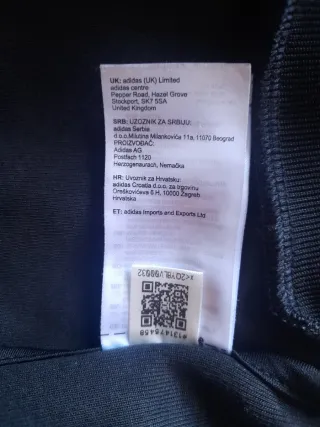 UK: adidas (UK) Limited
adidas centre
Pepper Road, Hazel Grove
Stockport, SK7 5SA
United Kingdom
SRB: UZOZNIK ZA SRBIJU:
adidas Serbia
d.o.o.Milutina Milankovića 11a, 11070 Beograd
PROIZVOĐAČ:
Adidas AG
Postfach 1120
Herzogenaurach, Nemačka
HR: Uvoznik za Hrvatsku:
adidas Croatia d.o.o. za trgovinu
Oreškovićeva 6 H, 10000 Zagreb
Hrvatska
ET: adidas Imports and Exports Ltd